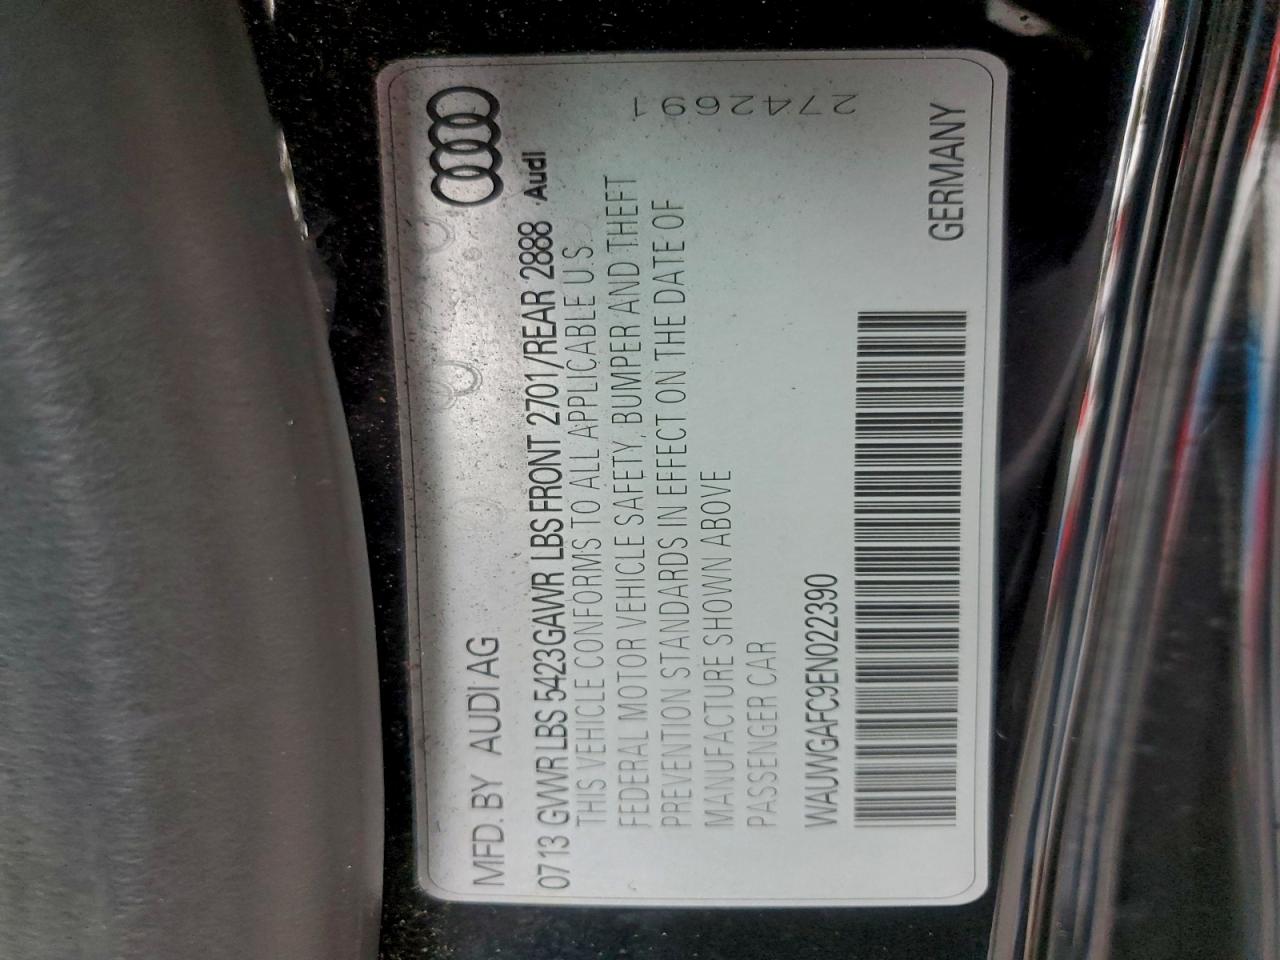 MFD. BY AUDI AG
0713 GVWR LBS 5423 GAWR LBS FRONT 2701/REAR 2888 Audi
THIS VEHICLE CONFORMS TO ALL APPLICABLE U.S.
FEDERAL MOTOR VEHICLE SAFETY, BUMPER AND THEFT
PREVENTION STANDARDS IN EFFECT ON THE DATE OF
MANUFACTURE SHOWN ABOVE
PASSENGER CAR
WAUWGAFC9EN022390
GERMANY
2742691